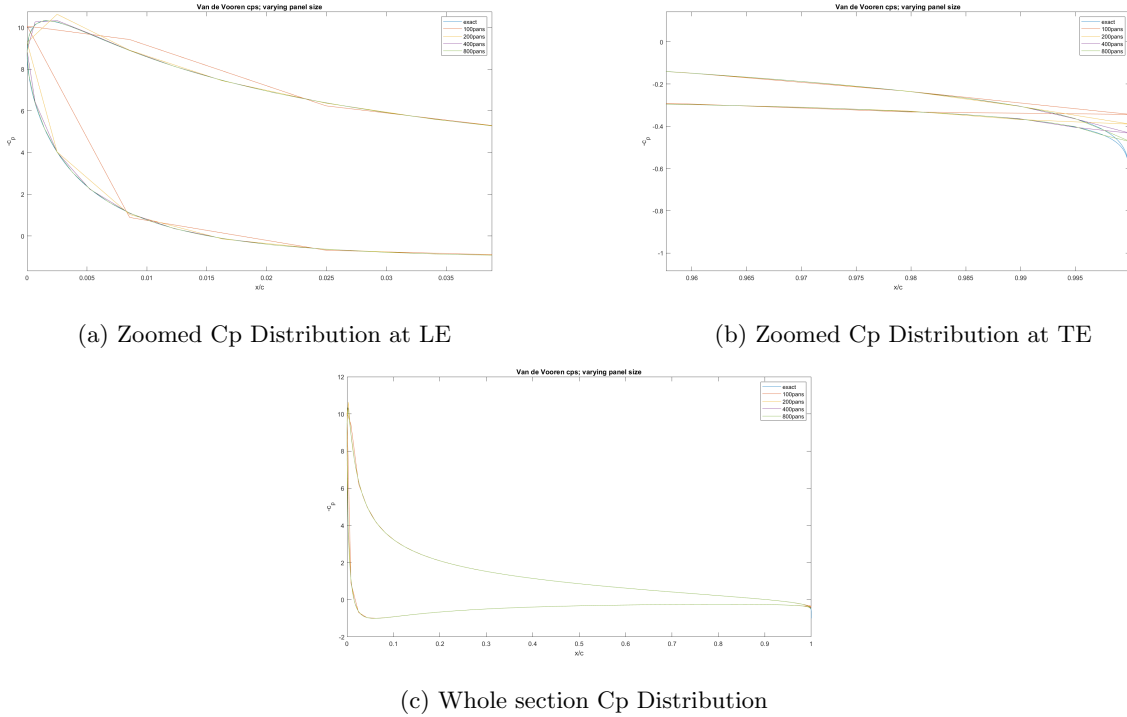 Van de Vooren cps; varying panel size
exact
100pans
200pans
400pans
800pans
10
8
6
4
2
0
-c_p
0 0.005 0.01 0.015 0.02 0.025 0.03 0.035
x/c
(a) Zoomed Cp Distribution at LE
Van de Vooren cps; varying panel size
exact
100pans
200pans
400pans
800pans
0
-0.2
-0.4
-0.6
-0.8
-1
-c_p
0.96 0.965 0.97 0.975 0.98 0.985 0.99 0.995
x/c
(b) Zoomed Cp Distribution at TE
Van de Vooren cps; varying panel size
exact
100pans
200pans
400pans
800pans
12
10
8
6
4
2
0
-2
-c_p
0 0.1 0.2 0.3 0.4 0.5 0.6 0.7 0.8 0.9 1
x/c
(c) Whole section Cp Distribution